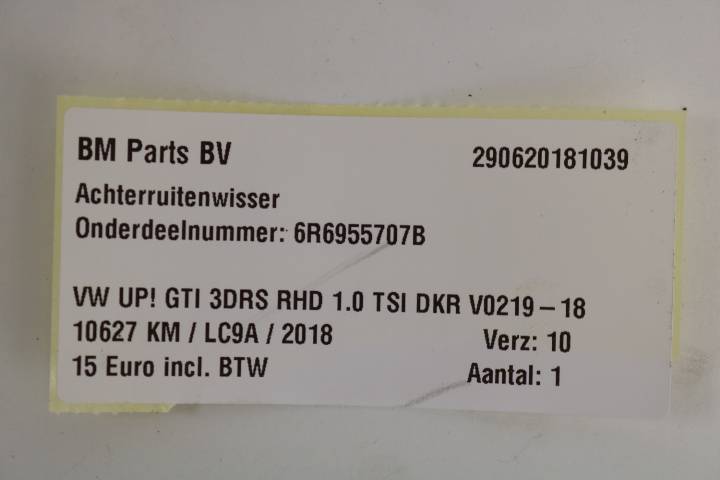 BM Parts BV 290620181039
Achterruitenwisser
Onderdeelnummer: 6R6955707B
VW UP! GTI 3DRS RHD 1.0 TSI DKR V0219-18
10627 KM / LC9A / 2018 Verz: 10
15 Euro incl. BTW Aantal: 1